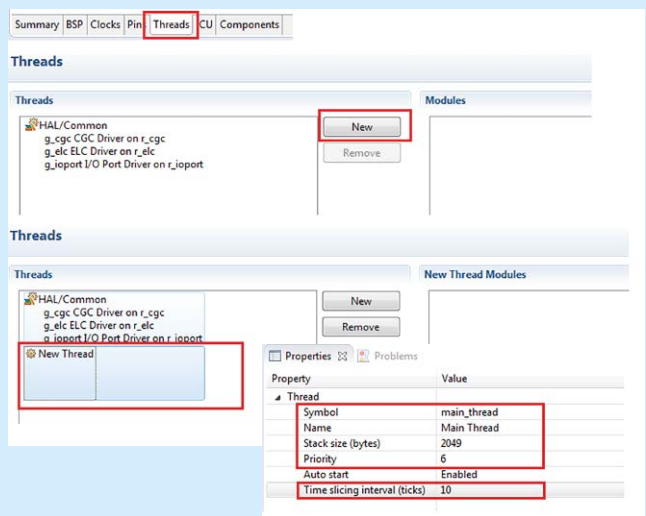 Summary BSP Clocks Pin Threads CU Components
Threads
Threads Modules
HAL/Common New
g_cgc CGC Driver on r_cgc
g_elc ELC Driver on r_elc Remove
g_ioport I/O Port Driver on r_ioport
Threads
Threads New Thread Modules
HAL/Common New
g_cgc CGC Driver on r_cgc
g_elc ELC Driver on r_elc Remove
g_ioport I/O Port Driver on r_ioport
New Thread
Properties Problems
Property Value
Thread
Symbol main_thread
Name Main Thread
Stack size (bytes) 2049
Priority 6
Auto start Enabled
Time slicing interval (ticks) 10